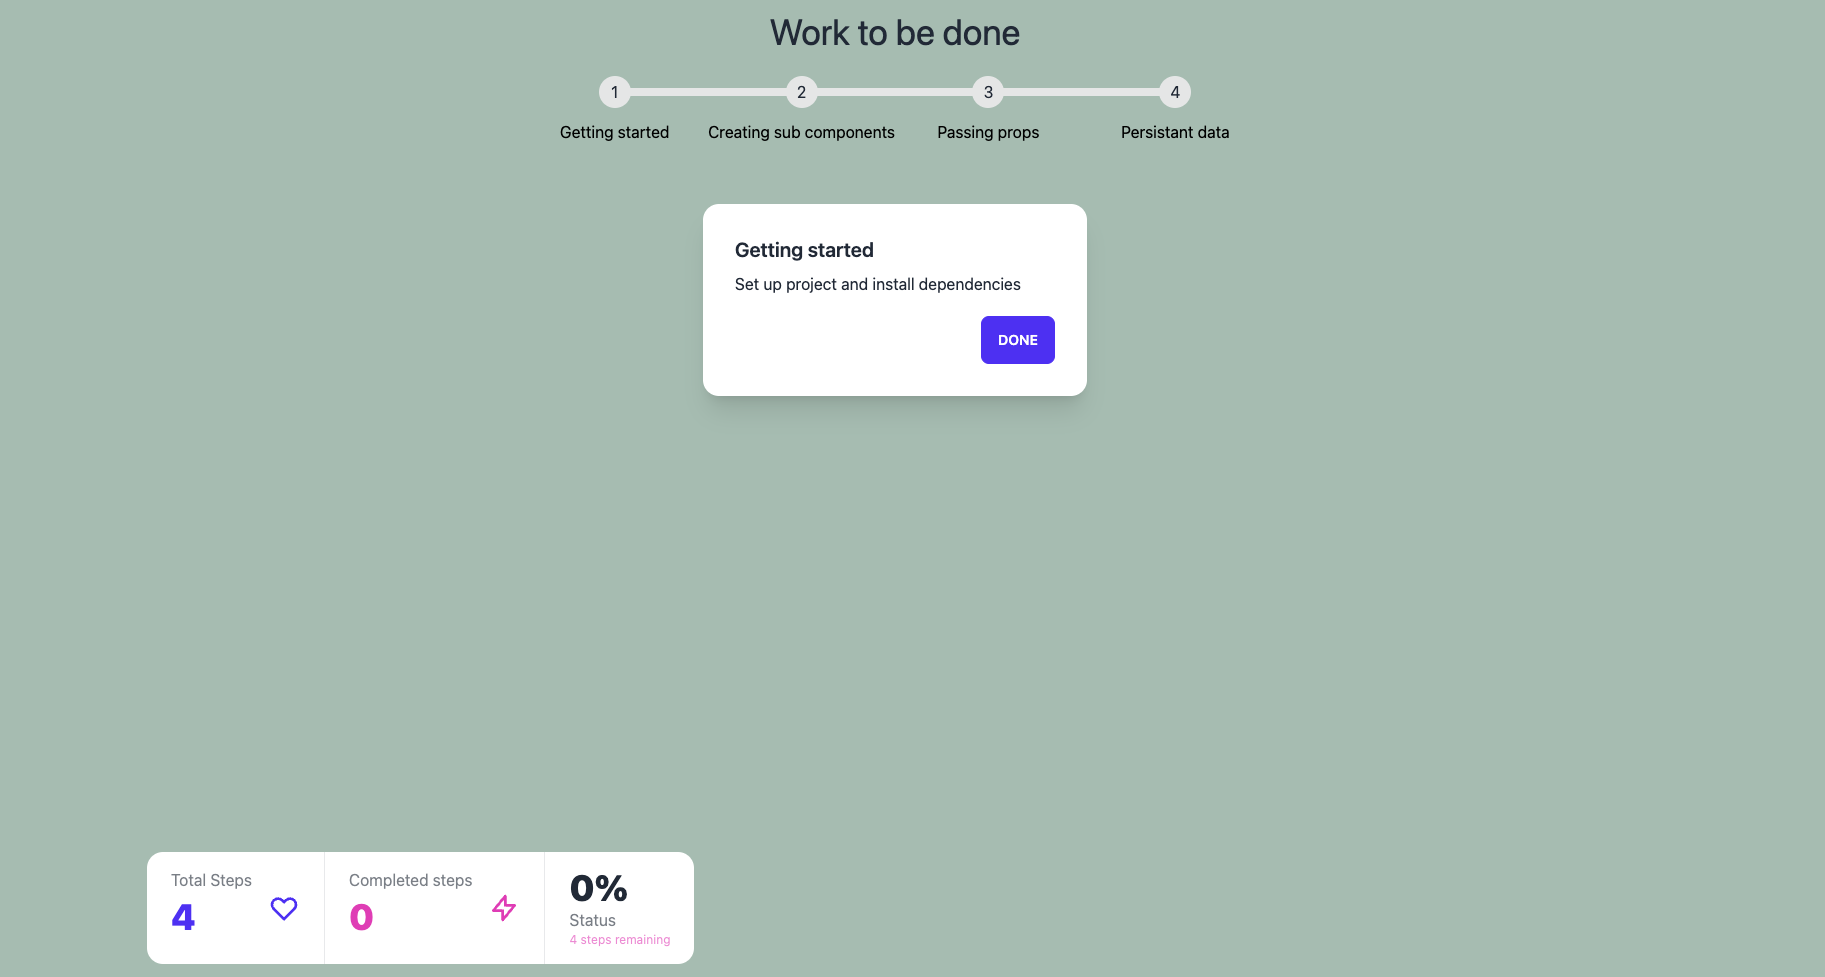 Work to be done
1 2 3 4
Getting started Creating sub components Passing props Persistant data
Getting started
Set up project and install dependencies
DONE
Total Steps
4
Completed steps
0
0%
Status
4 steps remaining